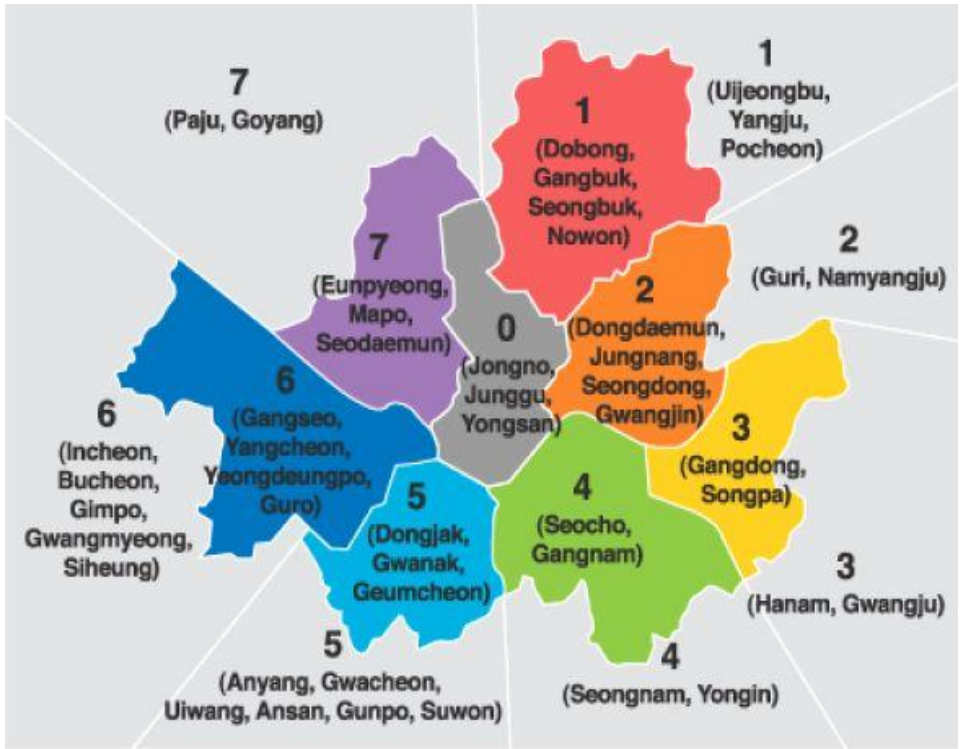 7
(Paju, Goyang)
1
(Uijeongbu,
Yangju,
Pocheon)
1
(Dobong,
Gangbuk,
Seongbuk,
Nowon)
2
(Guri, Namyangju)
7
(Eunpyeong,
Mapo,
Seodaemun)
0
(Jongno,
Junggu,
Yongsan)
2
(Dongdaemun,
Jungnang,
Seongdong,
Gwangjin)
6
(Incheon,
Bucheon,
Gimpo,
Gwangmyeong,
Siheung)
6
(Gangseo,
Yangcheon,
Yeongdeungpo,
Guro)
3
(Gangdong,
Songpa)
5
(Dongjak,
Gwanak,
Geumcheon)
4
(Seocho,
Gangnam)
3
(Hanam, Gwangju)
5
(Anyang, Gwacheon,
Uiwang, Ansan, Gunpo, Suwon)
4
(Seongnam, Yongin)